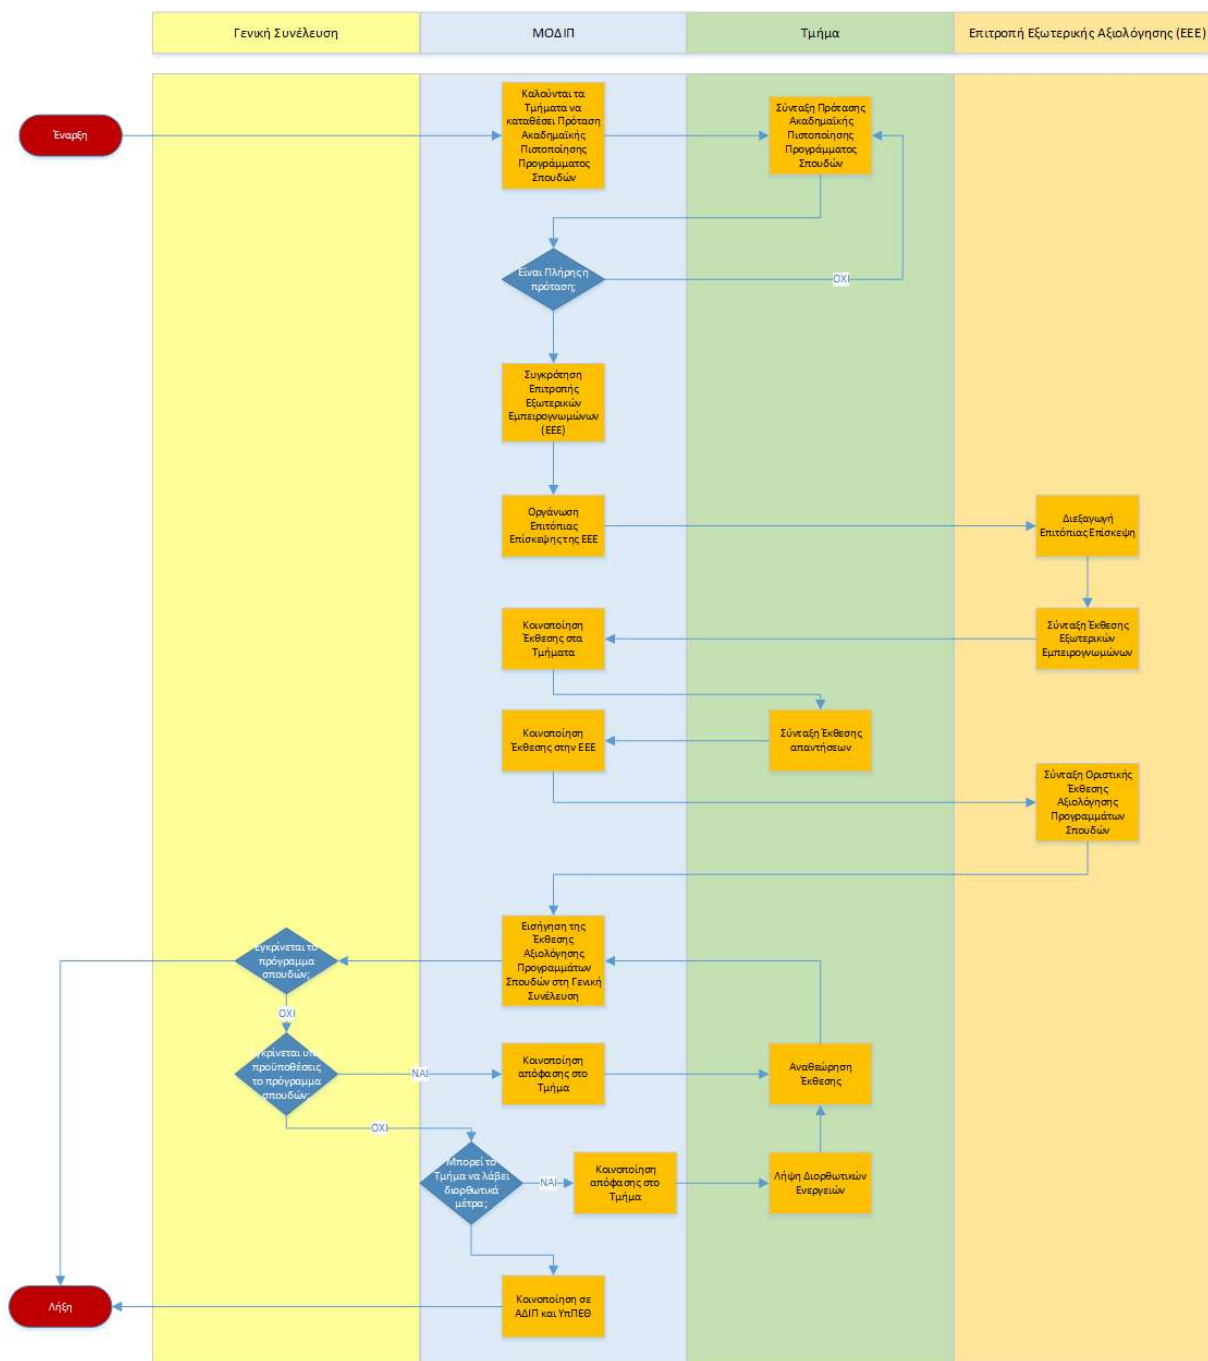 Γενική Συνέλευση
ΜΟΔΙΠ
Τμήμα
Επιτροπή Εξωτερικής Αξιολόγησης (ΕΕΕ)
Έναρξη
Καλούνται τα
Τμήματα να
καταθέσει Πρόταση
Ακαδημαϊκής
Πιστοποίησης
Προγράμματος
Σπουδών
Σύνταξη Πρότασης
Ακαδημαϊκής
Πιστοποίησης
Προγράμματος
Σπουδών
Είναι Πλήρης η
πρόταση;
ΟΧΙ
Συγκρότηση
Επιτροπής
Εξωτερικών
Εμπειρογνωμώνων
(ΕΕΕ)
Οργάνωση
Επιτόπιας
Επίσκεψης της ΕΕΕ
Διεξαγωγή
Επιτόπιας Επίσκεψη
Κοινοποίηση
Έκθεσης στα
Τμήματα
Σύνταξη Έκθεσης
Εξωτερικών
Εμπειρογνωμώνων
Κοινοποίηση
Έκθεσης στην ΕΕΕ
Σύνταξη Έκθεσης
απαντήσεων
Σύνταξη Οριστικής
Έκθεσης
Αξιολόγησης
Προγραμμάτων
Σπουδών
Εγκρίνεται το
πρόγραμμα
σπουδών;
Εισήγηση της
Έκθεσης
Αξιολόγησης
Προγραμμάτων
Σπουδών στη Γενική
Συνέλευση
ΟΧΙ
γκρίνεται υπ
προϋποθέσεις
το πρόγραμμα
σπουδών;
ΝΑΙ
Κοινοποίηση
απόφασης στο
Τμήμα
Αναθεώρηση
Έκθεσης
ΟΧΙ
Μπορεί το
Τμήμα να λάβει
διορθωτικά
μέτρα;
ΝΑΙ
Κοινοποίηση
απόφασης στο
Τμήμα
Λήψη Διορθωτικών
Ενεργειών
Λήξη
Κοινοποίηση σε
ΑΔΙΠ και ΥπΠΕΘ